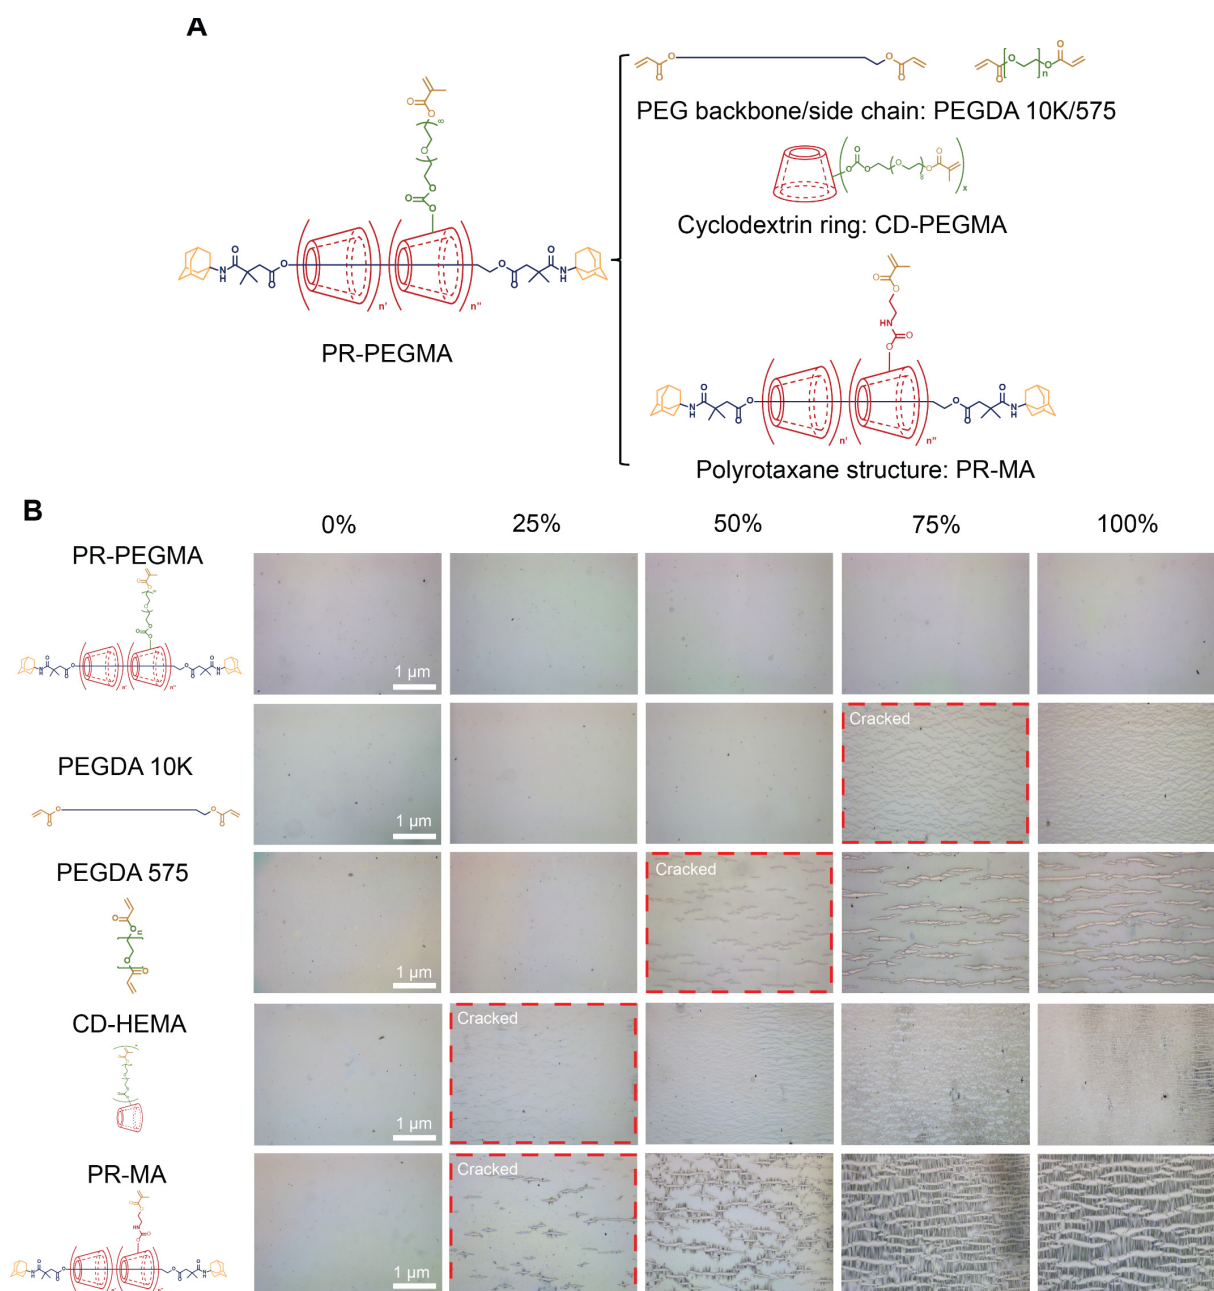 A
PEG backbone/side chain: PEGDA 10K/575
Cyclodextrin ring: CD-PEGMA
PR-PEGMA
Polyrotaxane structure: PR-MA
B
0% 25% 50% 75% 100%
PR-PEGMA
1 µm
PEGDA 10K
Cracked
1 µm
PEGDA 575
Cracked
1 µm
CD-HEMA
Cracked
1 µm
PR-MA
Cracked
1 µm